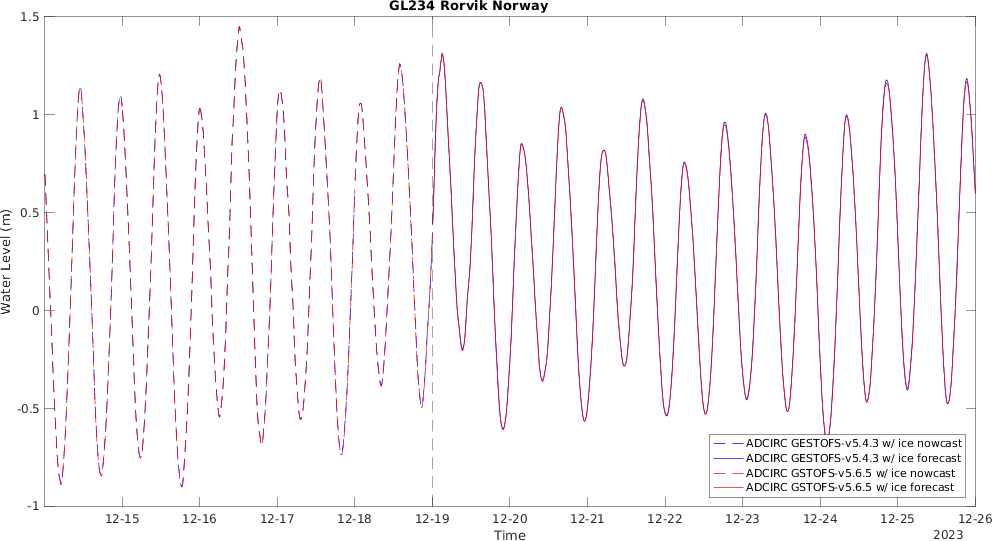 GL234 Rorvik Norway
1.5
1
0.5
0
-0.5
-1
Water Level (m)
ADCIRC GESTOFS-v5.4.3 w/ ice nowcast
ADCIRC GESTOFS-v5.4.3 w/ ice forecast
ADCIRC GSTOFS-v5.6.5 w/ ice nowcast
ADCIRC GSTOFS-v5.6.5 w/ ice forecast
12-15 12-16 12-17 12-18 12-19 12-20 12-21 12-22 12-23 12-24 12-25 12-26
Time
2023